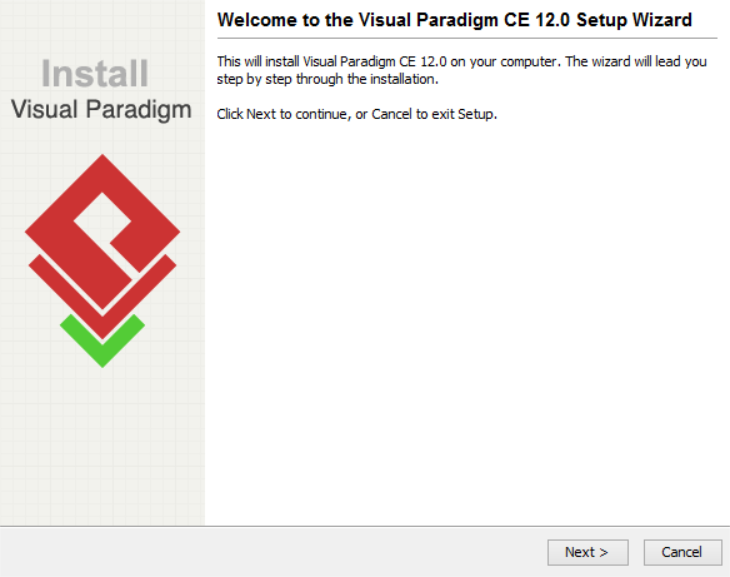 Welcome to the Visual Paradigm CE 12.0 Setup Wizard
Install
Visual Paradigm
This will install Visual Paradigm CE 12.0 on your computer. The wizard will lead you
step by step through the installation.
Click Next to continue, or Cancel to exit Setup.
Next >
Cancel